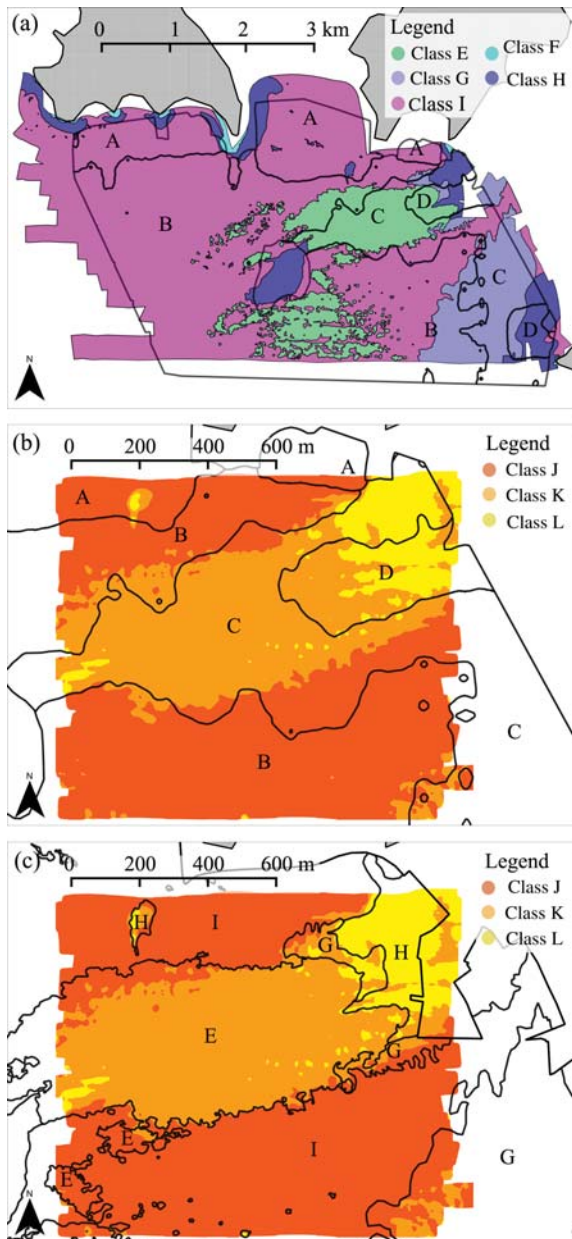 (a)
0 1 2 3 km
Legend
Class E Class F
Class G Class H
Class I
A A A
B C D
C
B D
N
(b)
0 200 400 600 m
Legend
Class J
Class K
Class L
A A
B
D
C
C
B
N
(c)
0 200 400 600 m
Legend
Class J
Class K
Class L
H I G H
E
G
E I G
E
N